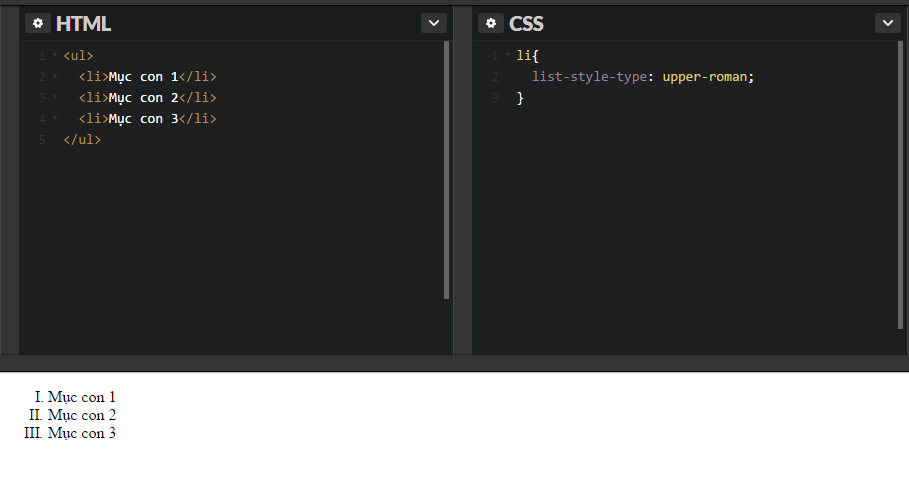 HTML
1 <ul>
2 <li>Mục con 1</li>
3 <li>Mục con 2</li>
4 <li>Mục con 3</li>
5 </ul>
CSS
1 li{
2 list-style-type: upper-roman;
3 }
I. Mục con 1
II. Mục con 2
III. Mục con 3